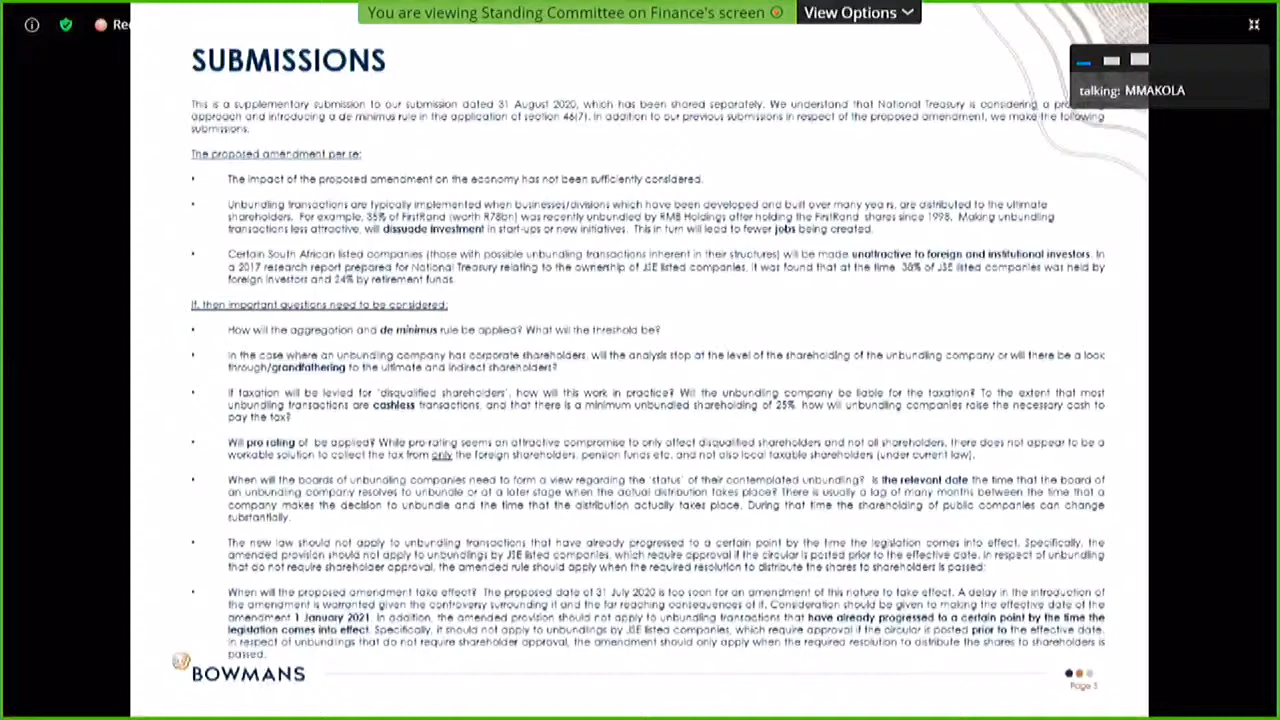 You are viewing Standing Committee on Finance's screen
View Options
Rec
talking: MMAKOLA
SUBMISSIONS
This is a supplementary submission to our submission dated 31 August 2020, which has been shared separately. We understand that National Treasury is considering a
approach and introducing a de minimus rule in the application of section 46(7). In addition to our previous submissions in respect of the proposed amendment, we make the following
submissions.
The proposed amendment per se:
• The impact of the proposed amendment on the economy has not been sufficiently considered.
• Unbundling transactions are typically implemented when businesses/divisions which have been developed and built over many years, are distributed to the ultimate
shareholders. For example, 35% of FirstRand (worth R78bn) was recently unbundled by RMB Holdings after holding the FirstRand shares since 1998. Making unbundling
transactions less attractive, will dissuade investment in start-ups or new initiatives. This in turn will lead to fewer jobs being created.
• Certain South African listed companies (those with possible unbundling transactions inherent in their structures) will be made unattractive to foreign and institutional investors. In
a 2017 research report prepared for National Treasury relating to the ownership of JSE listed companies, it was found that at the time 38% of JSE listed companies was held by
foreign investors and 24% by retirement funds.
If, then important questions need to be considered:
• How will the aggregation and de minimus rule be applied? What will the threshold be?
• In the case where an unbundling company has corporate shareholders, will the analysis stop at the level of the shareholding of the unbundling company or will there be a look
through/grandfathering to the ultimate and indirect shareholders?
• If taxation will be levied for 'disqualified shareholders', how will this work in practice? Will the unbundling company be liable for the taxation? To the extent that most
unbundling transactions are cashless transactions, and that there is a minimum unbundled shareholding of 25% how will unbundling companies raise the necessary cash to
pay the tax?
• Will pro rating of be applied? While pro-rating seems an attractive compromise to only affect disqualified shareholders and not all shareholders, there does not appear to be a
workable solution to collect the tax from only the foreign shareholders, pension funds etc. and not also local taxable shareholders (under current law).
• When will the boards of unbundling companies need to form a view regarding the 'status' of their contemplated unbundling? Is the relevant date the time that the board of
an unbundling company resolves to unbundle or at a later stage when the actual distribution takes place? There is usually a lag of many months between the time that a
company makes the decision to unbundle and the time that the distribution actually takes place. During that time the shareholding of public companies can change
substantially.
• The new law should not apply to unbundling transactions that have already progressed to a certain point by the time the legislation comes into effect. Specifically, the
amended provision should not apply to unbundlings by JSE listed companies, which require approval if the circular is posted prior to the effective date. In respect of unbundling
that do not require shareholder approval, the amended rule should apply when the required resolution to distribute the shares to shareholders is passed;
• When will the proposed amendment take effect? The proposed date of 31 July 2020 is too soon for an amendment of this nature to take effect. A delay in the introduction of
the amendment is warranted given the controversy surrounding it and the far reaching consequences of it. Consideration should be given to making the effective date of the
amendment 1 January 2021. In addition, the amended provision should not apply to unbundling transactions that have already progressed to a certain point by the time the
legislation comes into effect. Specifically, it should not apply to unbundlings by JSE listed companies, which require approval if the circular is posted prior to the effective date.
In respect of unbundlings that do not require shareholder approval, the amendment should only apply when the required resolution to distribute the shares to shareholders is
passed.
BOWMANS
Page 3